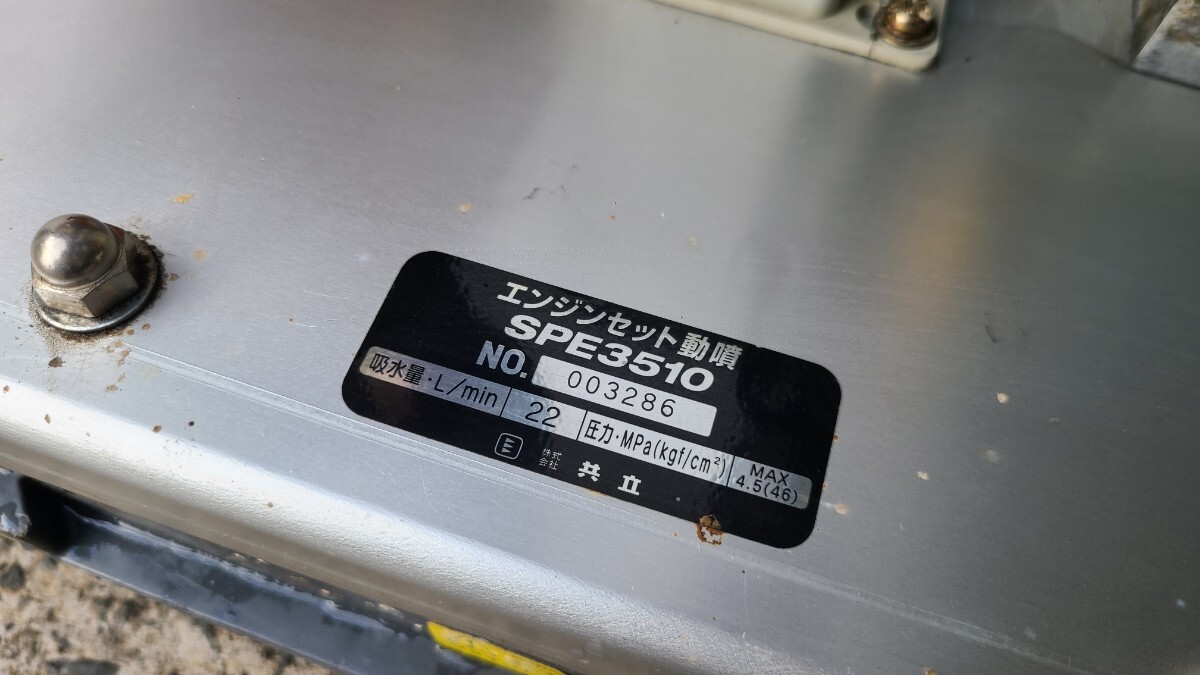 エンジンセット動噴
SPE3510
NO. 003286
吸水量・L/min 22 圧力・MPa(kgf/cm²) MAX 4.5(46)
株式会社 共立